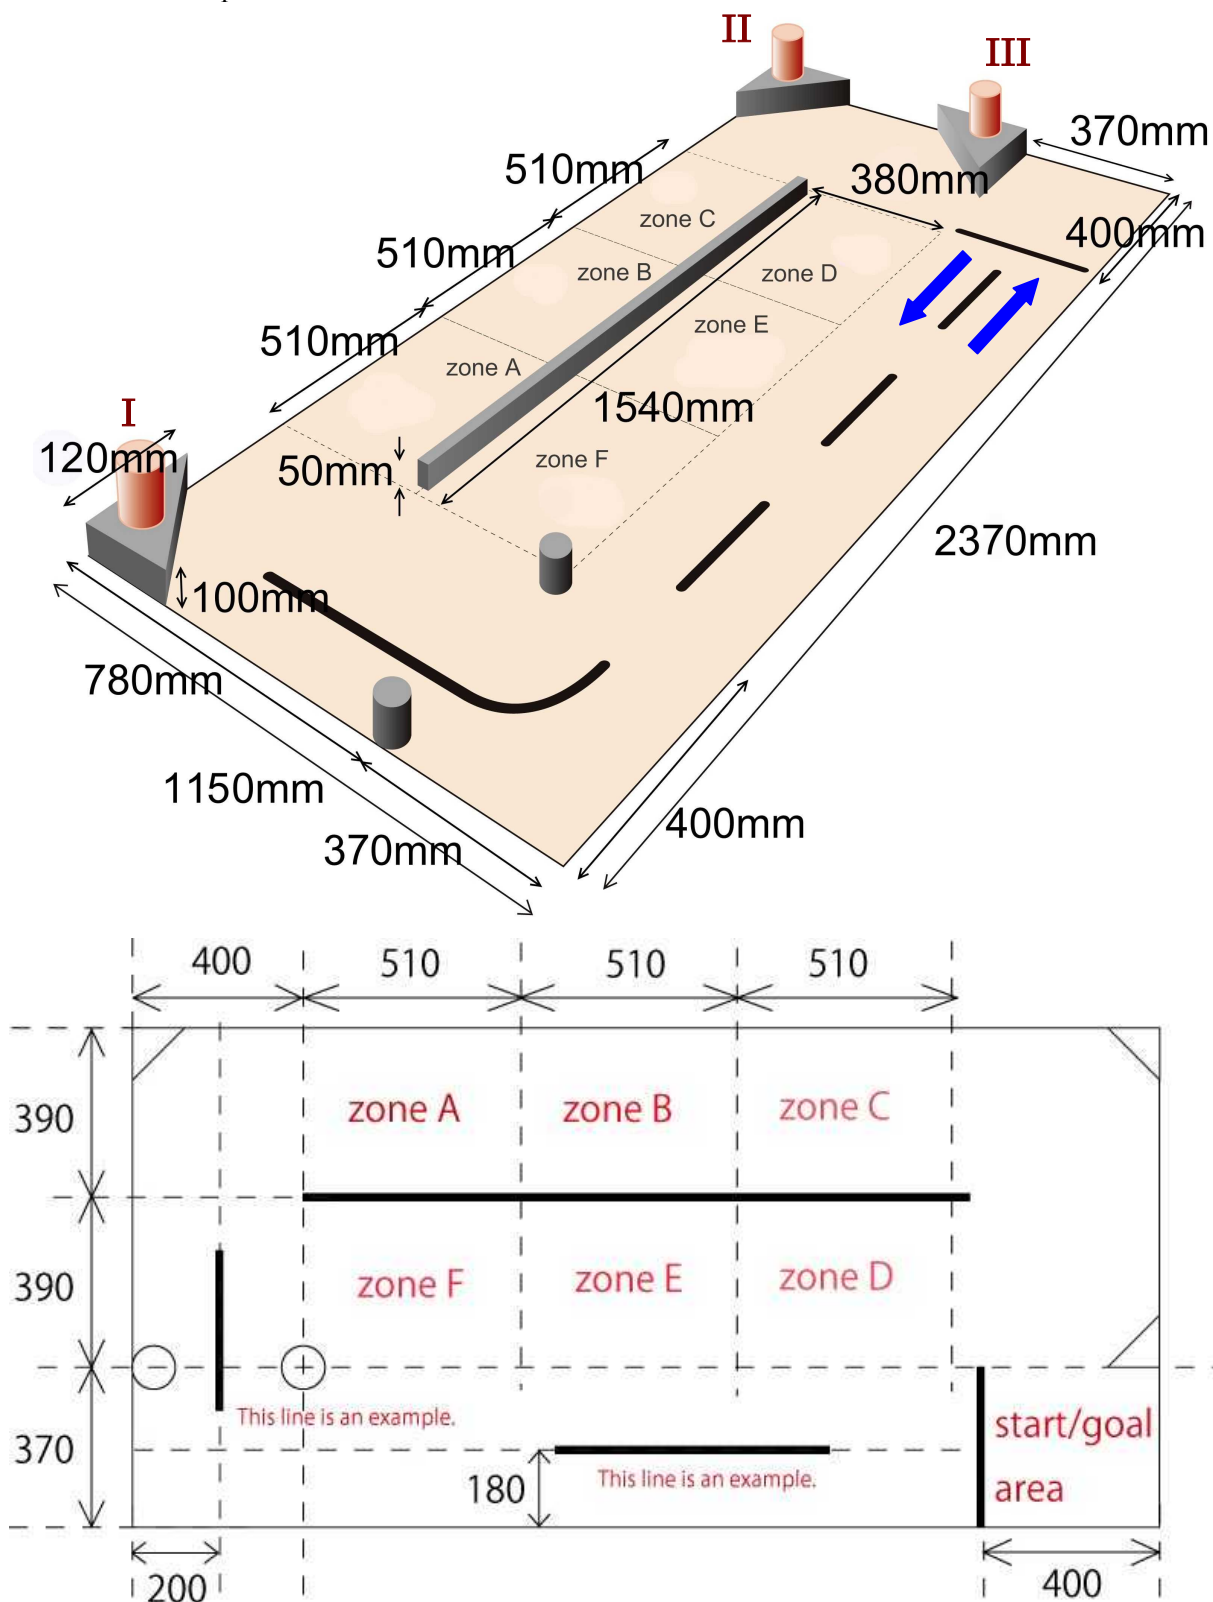 II
III
370mm
510mm
380mm
zone C
400mm
510mm
zone B
zone D
zone E
510mm
zone A
1540mm
I
120mm
50mm
zone F
2370mm
100mm
780mm
1150mm
400mm
370mm
400
510
510
510
390
zone A
zone B
zone C
390
zone F
zone E
zone D
This line is an example.
370
start/goal
area
180
This line is an example.
200
400